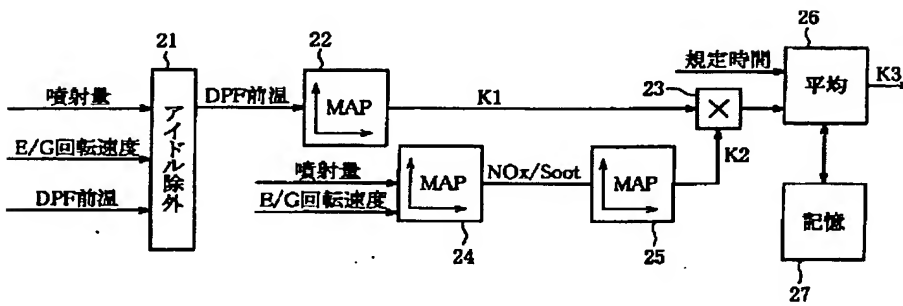 21
噴射量
E/G回転速度
DPF前温
アイドル除外
DPF前温
22
MAP
K1
噴射量
E/G回転速度
MAP
24
NOx/Soot
MAP
25
23
×
K2
規定時間
26
平均
K3
記憶
27